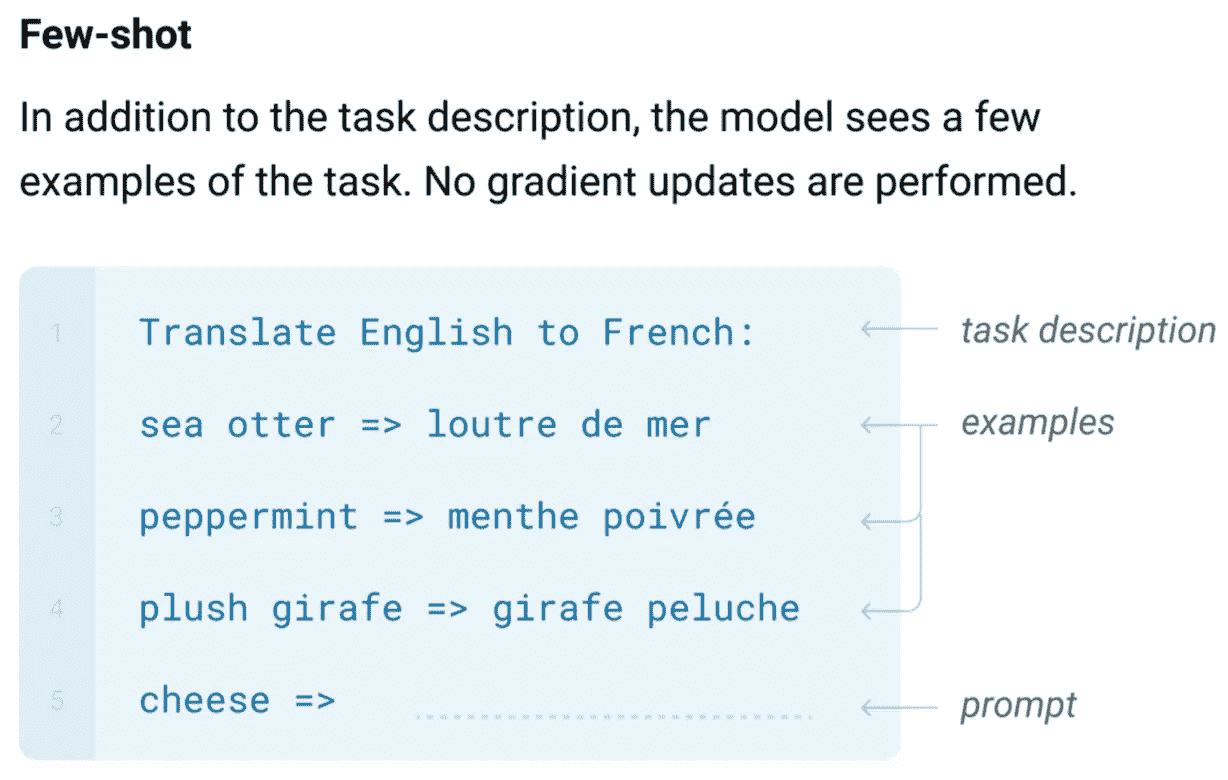 Few-shot
In addition to the task description, the model sees a few
examples of the task. No gradient updates are performed.
1 Translate English to French: task description
2 sea otter => loutre de mer examples
3 peppermint => menthe poivrée
4 plush girafe => girafe peluche
5 cheese => prompt